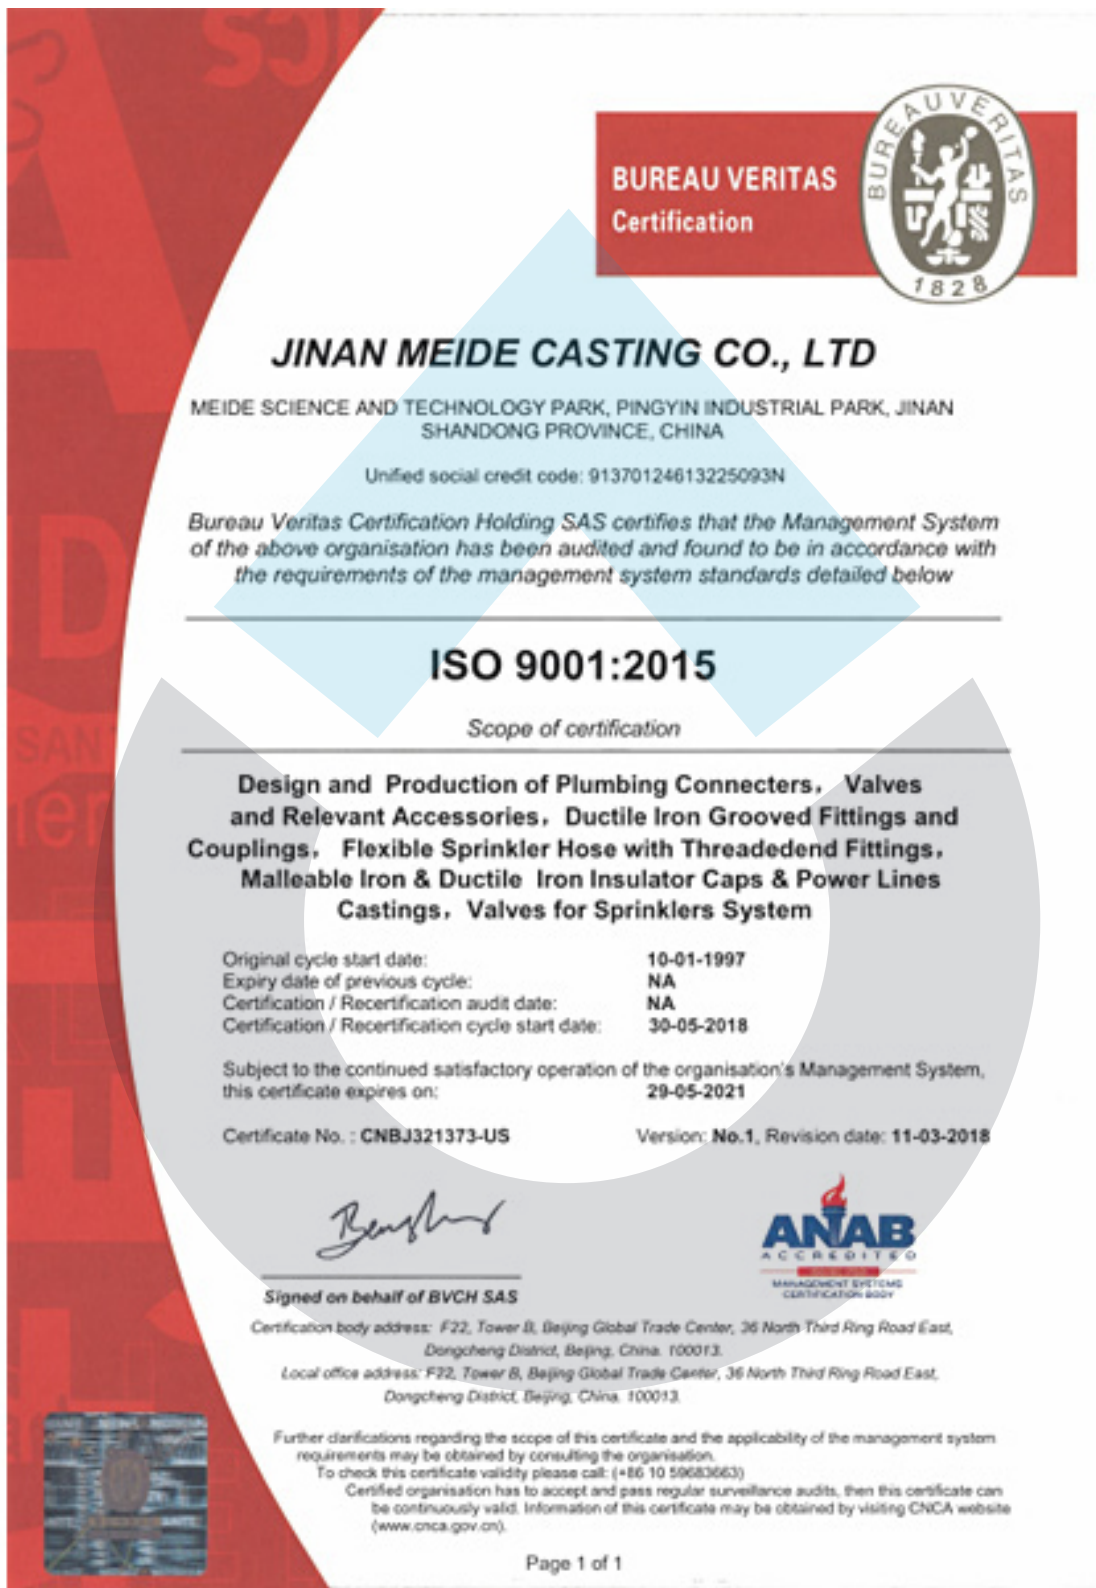 BUREAU VERITAS
Certification
BUREAU VERITAS
1828
JINAN MEIDE CASTING CO., LTD
MEIDE SCIENCE AND TECHNOLOGY PARK, PINGYIN INDUSTRIAL PARK, JINAN
SHANDONG PROVINCE, CHINA
Unified social credit code: 91370124613225093N
Bureau Veritas Certification Holding SAS certifies that the Management System
of the above organisation has been audited and found to be in accordance with
the requirements of the management system standards detailed below
ISO 9001:2015
Scope of certification
Design and Production of Plumbing Connecters, Valves
and Relevant Accessories, Ductile Iron Grooved Fittings and
Couplings, Flexible Sprinkler Hose with Threadedend Fittings,
Malleable Iron & Ductile Iron Insulator Caps & Power Lines
Castings, Valves for Sprinklers System
Original cycle start date: 10-01-1997
Expiry date of previous cycle: NA
Certification / Recertification audit date: NA
Certification / Recertification cycle start date: 30-05-2018
Subject to the continued satisfactory operation of the organisation's Management System,
this certificate expires on: 29-05-2021
Certificate No. : CNBJ321373-US Version: No.1, Revision date: 11-03-2018
ANAB
ACCREDITED
MANAGEMENT SYSTEMS
CERTIFICATION BODY
Signed on behalf of BVCH SAS
Certification body address: F22, Tower B, Beijing Global Trade Center, 36 North Third Ring Road East,
Dongcheng District, Beijing, China. 100013.
Local office address: F22, Tower B, Beijing Global Trade Center, 36 North Third Ring Road East,
Dongcheng District, Beijing, China. 100013.
Further clarifications regarding the scope of this certificate and the applicability of the management system
requirements may be obtained by consulting the organisation.
To check this certificate validity please call: (+86 10 59683663)
Certified organisation has to accept and pass regular surveillance audits, then this certificate can
be continuously valid. Information of this certificate may be obtained by visiting CNCA website
(www.cnca.gov.cn).
Page 1 of 1